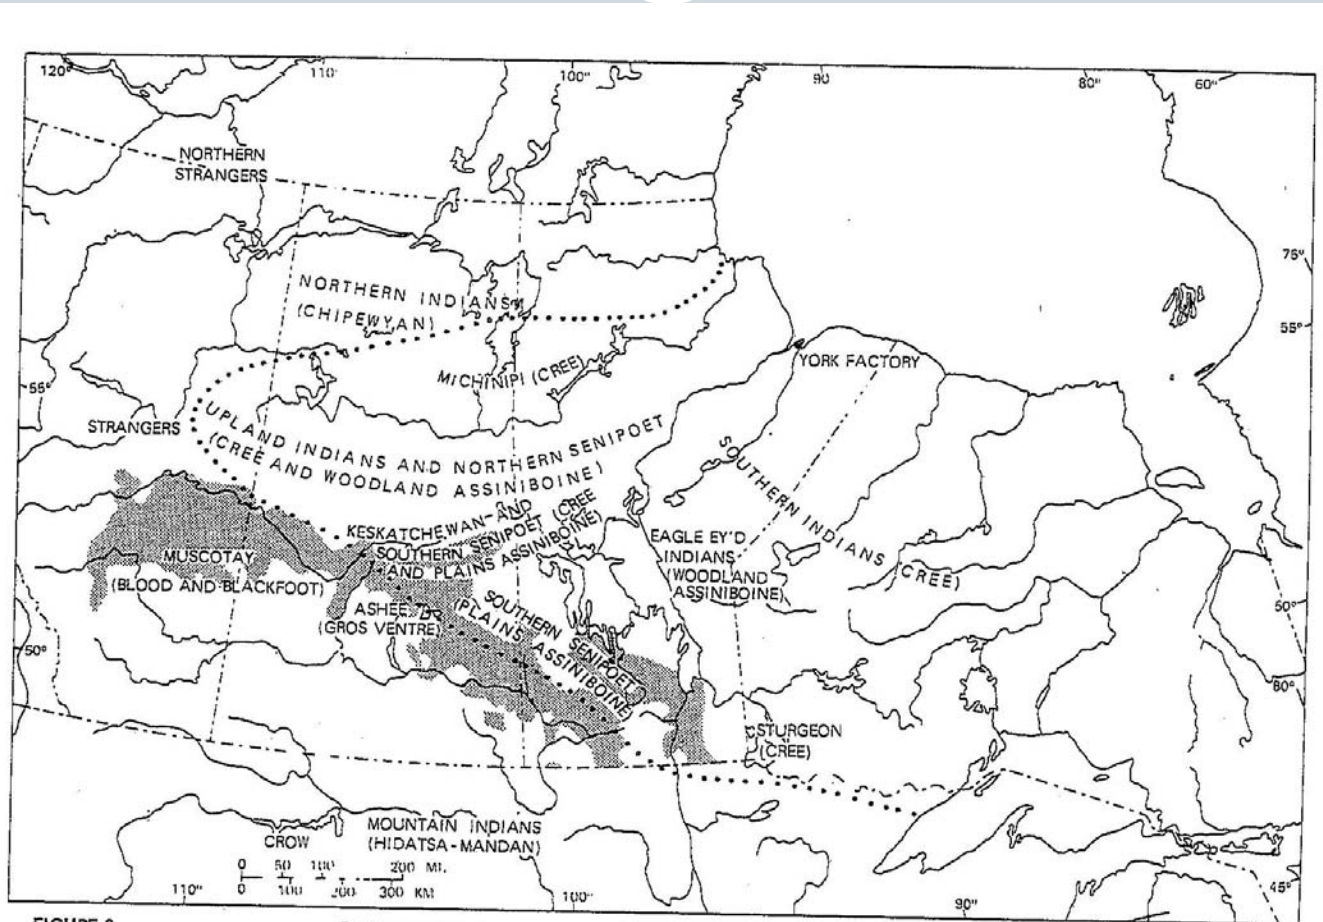 120°
110°
100°
90
80°
60°
NORTHERN
STRANGERS
75°
NORTHERN INDIANS
(CHIPEWYAN)
55°
YORK FACTORY
MICHINIPI (CREE)
55°
STRANGERS
UPLAND INDIANS AND NORTHERN SENIPOET
(CREE AND WOODLAND ASSINIBOINE)
SOUTHERN INDIANS (CREE)
KESKATCHEWAN-AND
SOUTHERN SENIPOET (CREE
AND PLAINS ASSINIBOINE)
EAGLE EY'D
INDIANS
(WOODLAND
ASSINIBOINE)
MUSCOTAY
(BLOOD AND BLACKFOOT)
ASHEE
(GROS VENTRE)
SOUTHERN SENIPOET
(PLAINS ASSINIBOINE)
50°
50°
80°
STURGEON
(CREE)
CROW
MOUNTAIN INDIANS
(HIDATSA-MANDAN)
0 50 100 200 MI.
0 100 200 300 KM
110°
100°
90°
45°